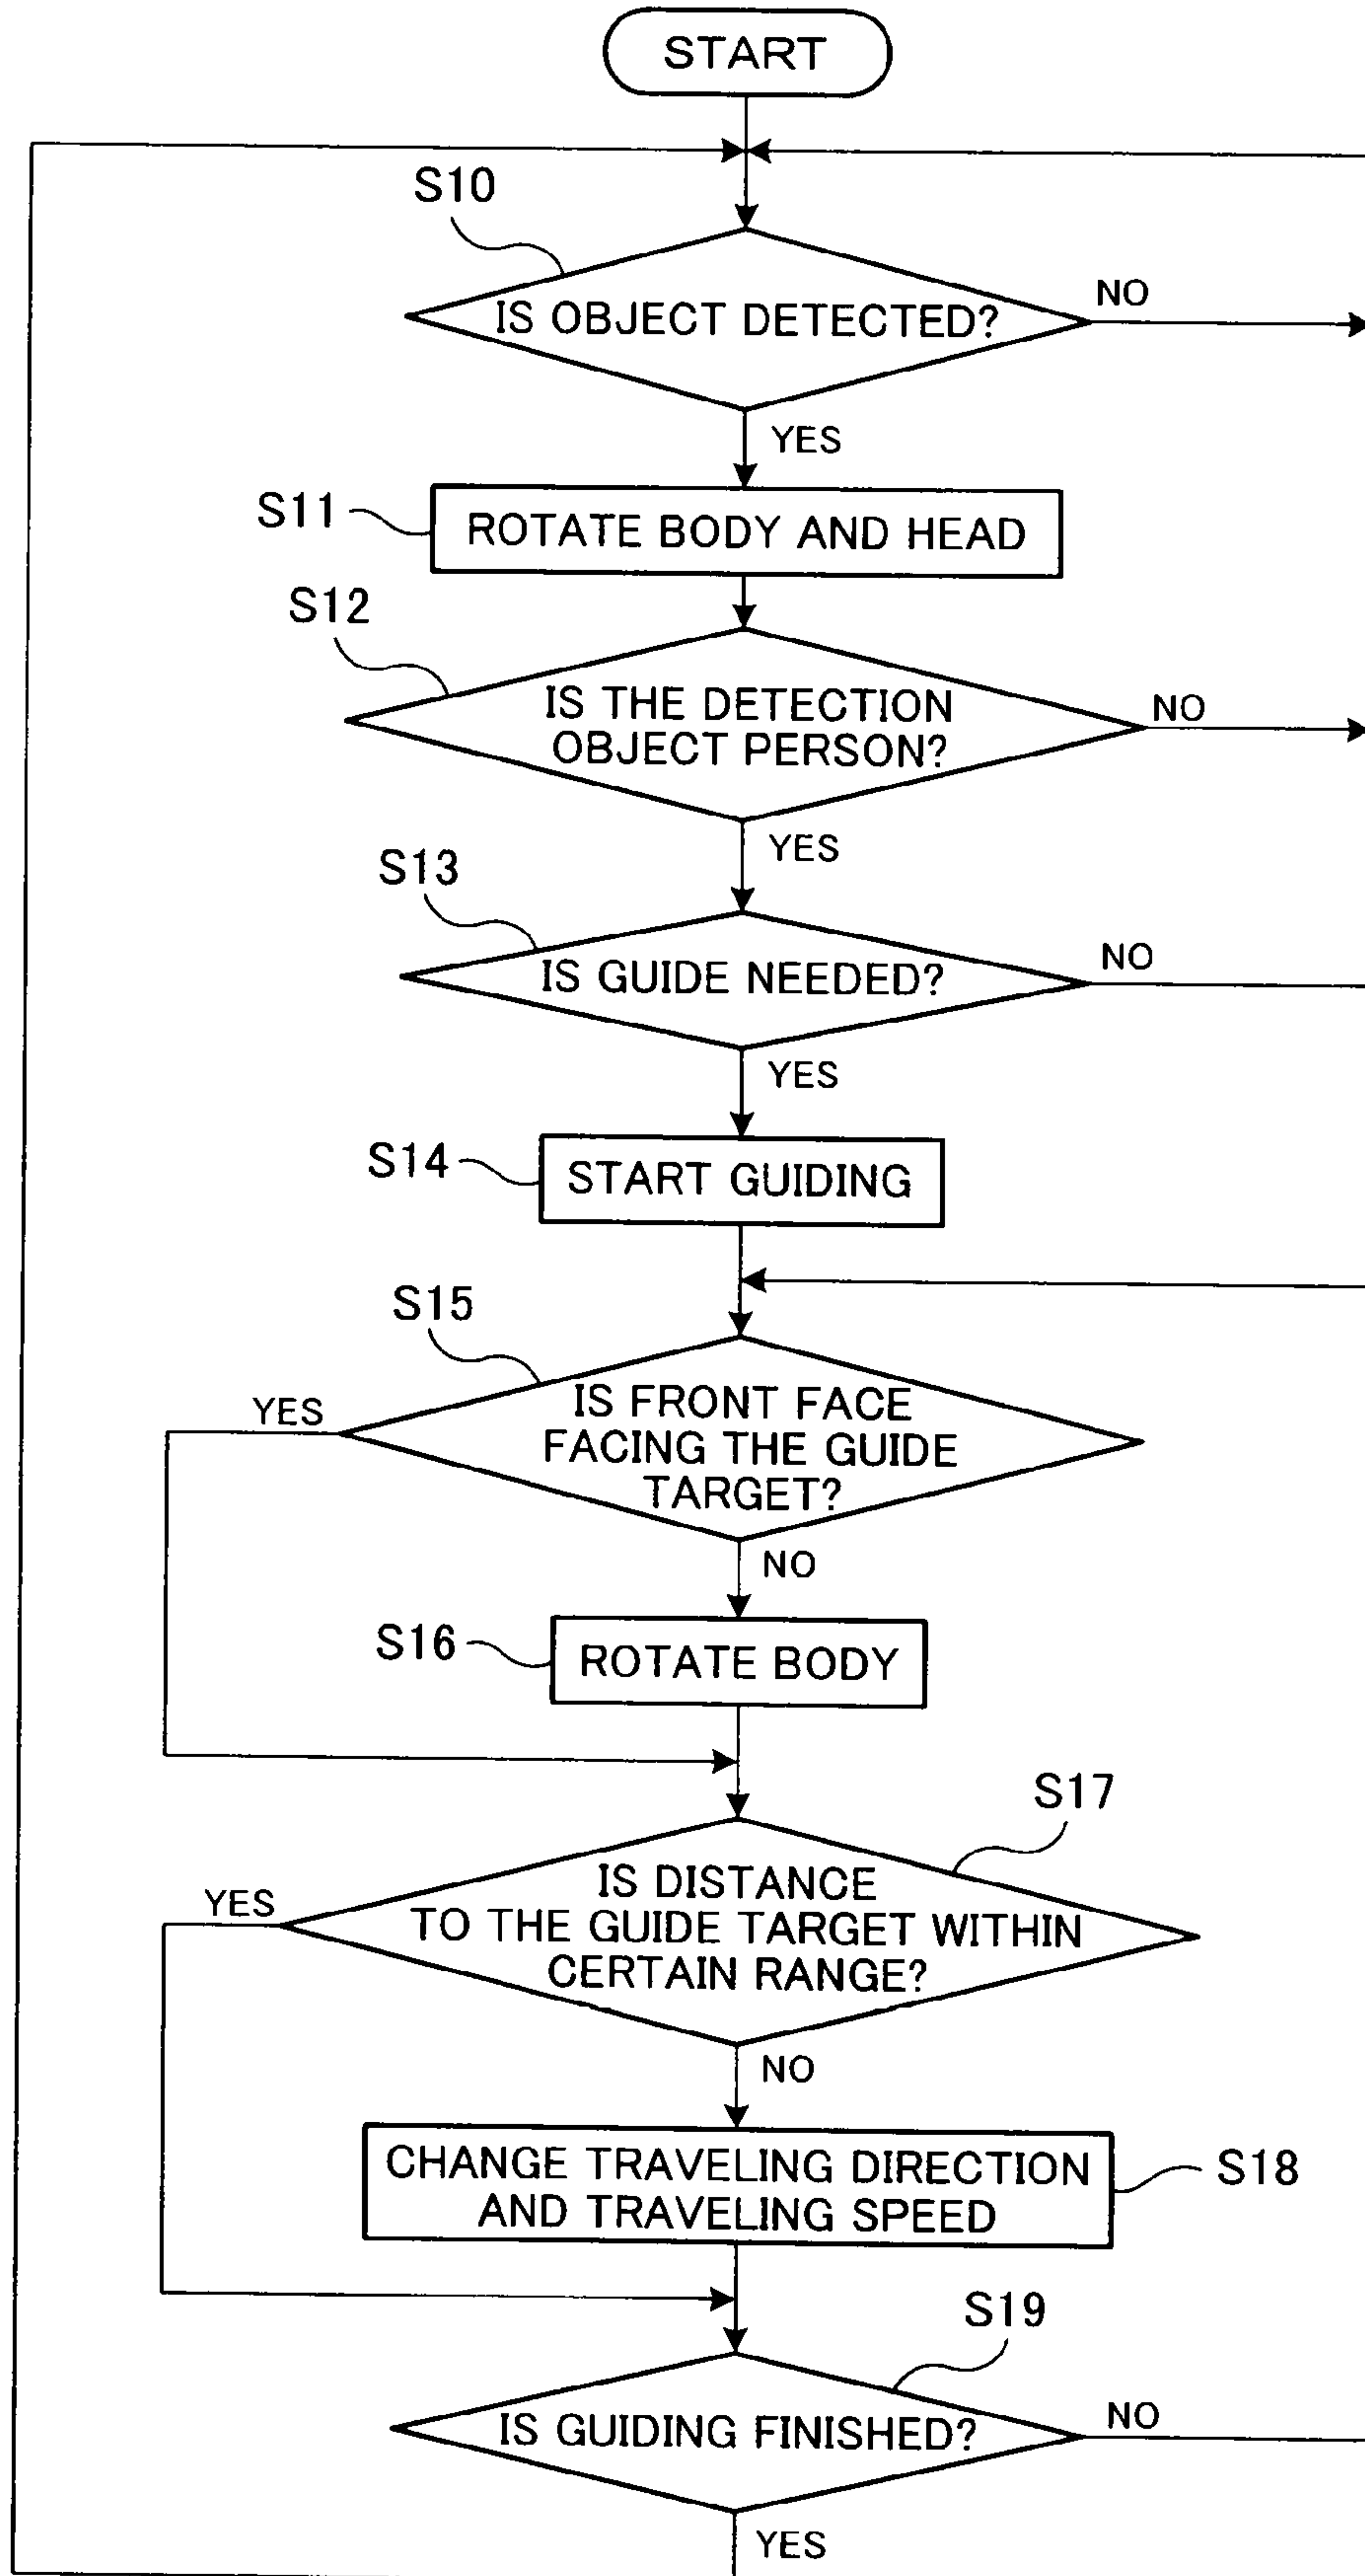 START
S10
IS OBJECT DETECTED?
NO
YES
S11
ROTATE BODY AND HEAD
S12
IS THE DETECTION
OBJECT PERSON?
NO
YES
S13
IS GUIDE NEEDED?
NO
YES
S14
START GUIDING
S15
YES
IS FRONT FACE
FACING THE GUIDE
TARGET?
NO
S16
ROTATE BODY
S17
YES
IS DISTANCE
TO THE GUIDE TARGET WITHIN
CERTAIN RANGE?
NO
CHANGE TRAVELING DIRECTION
AND TRAVELING SPEED
S18
S19
IS GUIDING FINISHED?
NO
YES